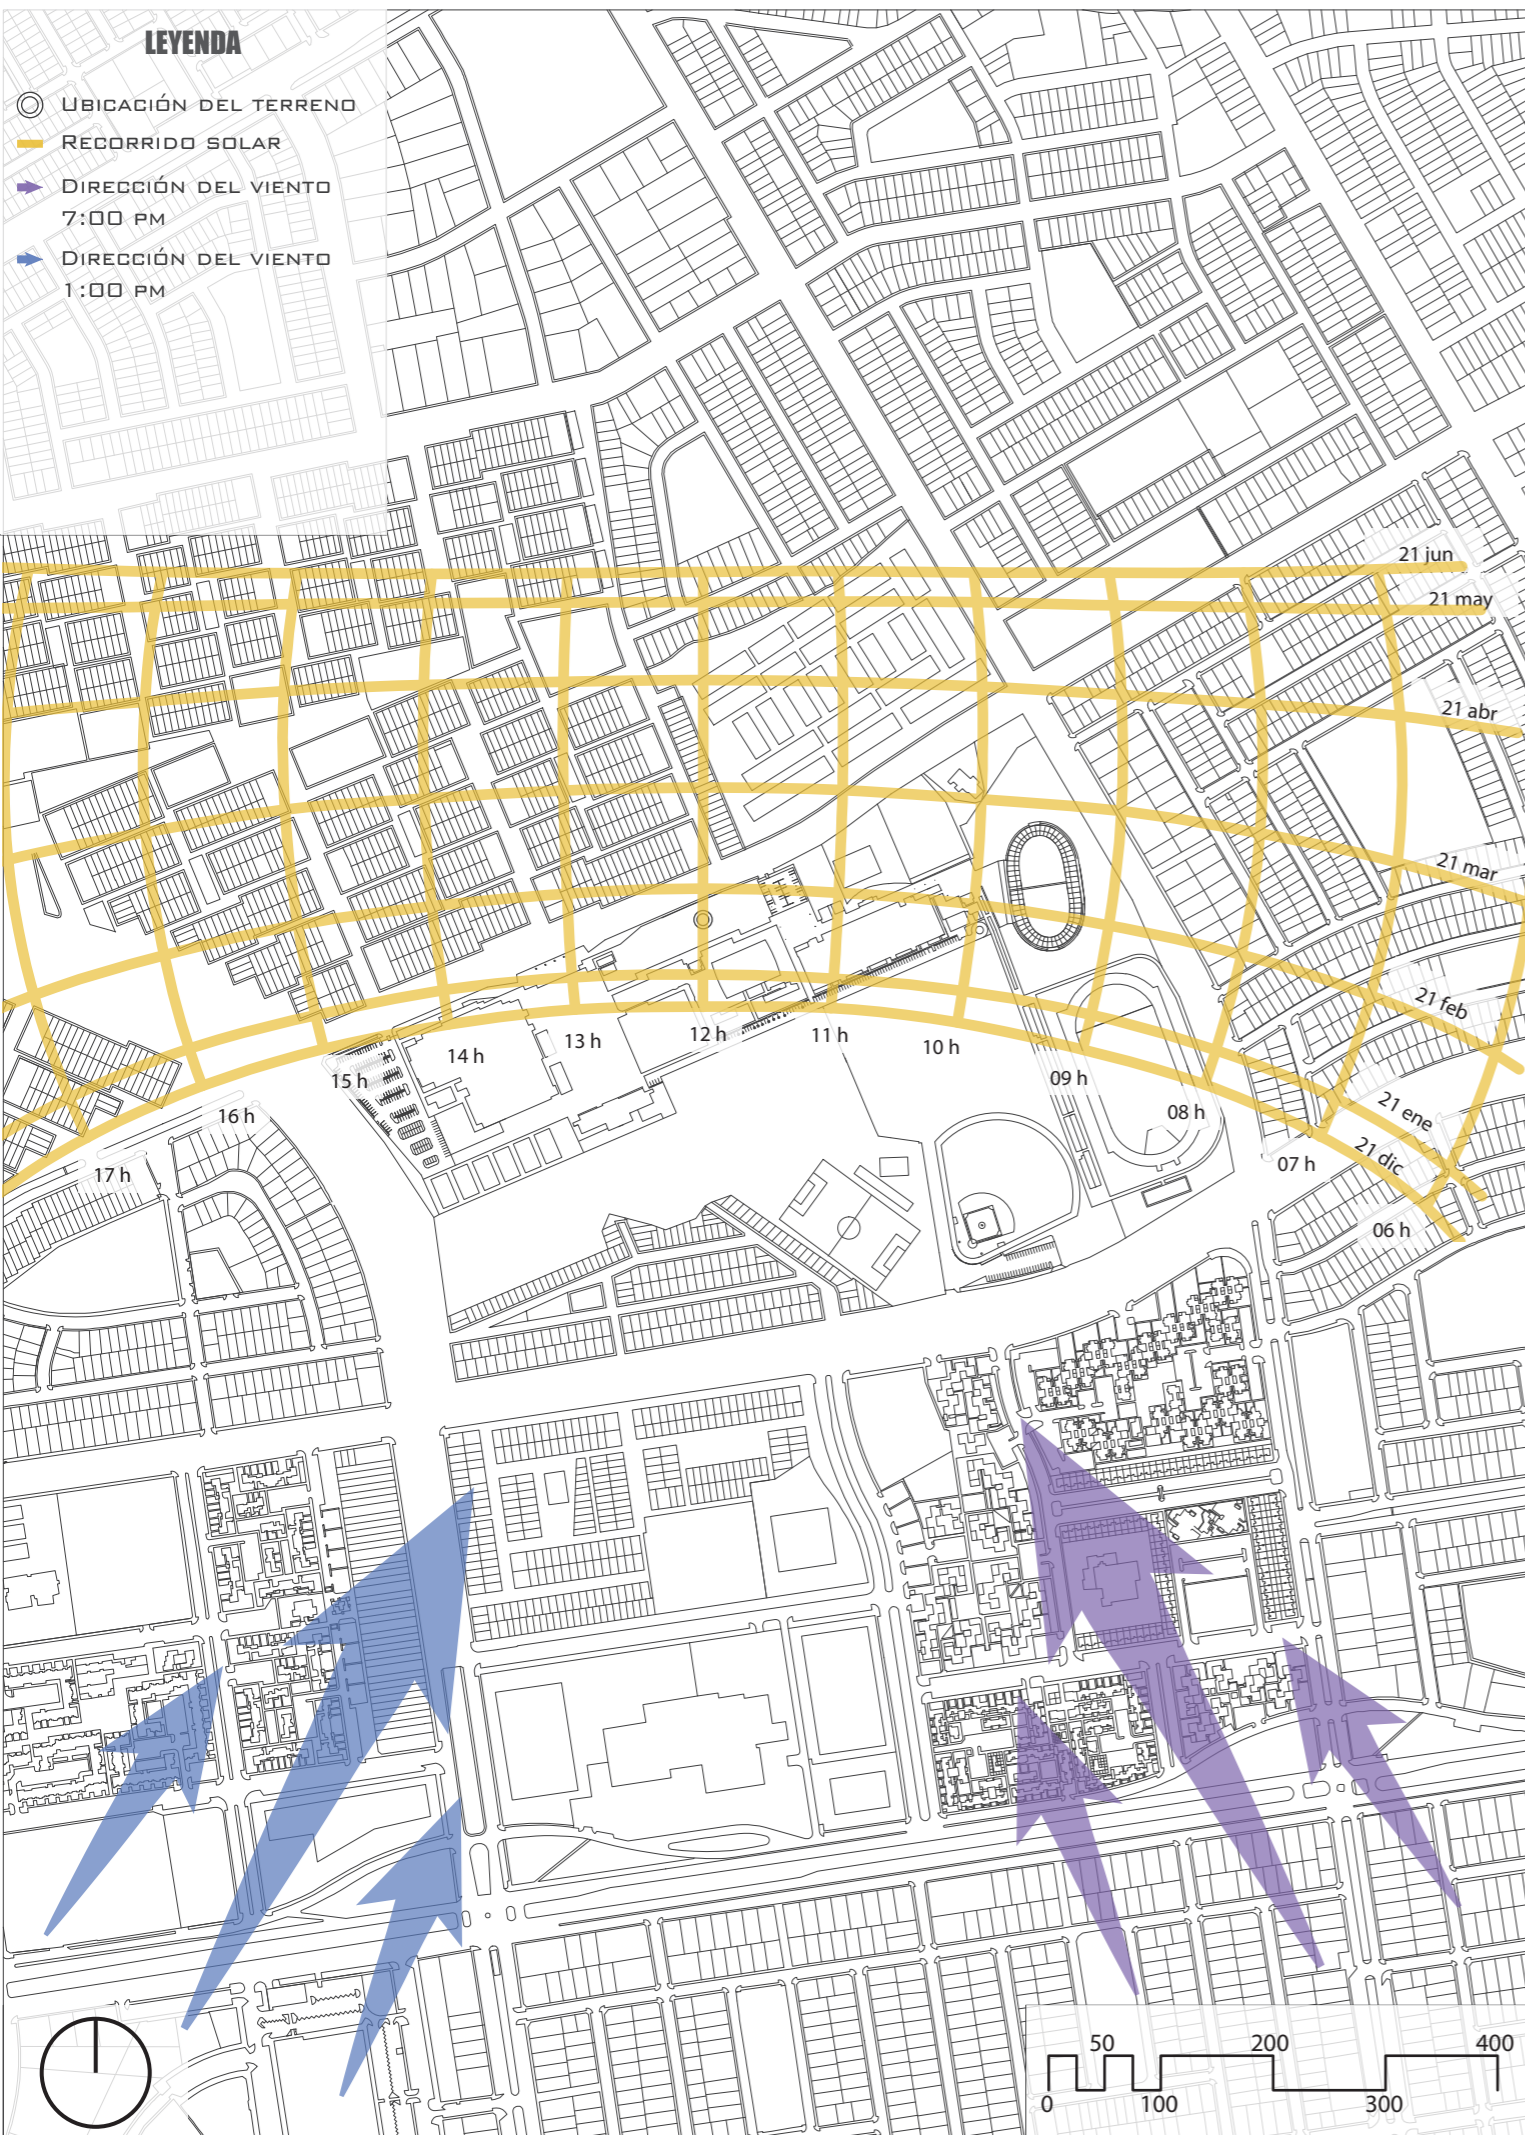 LEYENDA
UBICACIÓN DEL TERRENO
RECORRIDO SOLAR
DIRECCIÓN DEL VIENTO
7:00 PM
DIRECCIÓN DEL VIENTO
1:00 PM
21 jun
21 may
21 abr
21 mar
21 feb
21 ene
21 dic
17 h
16 h
15 h
14 h
13 h
12 h
11 h
10 h
09 h
08 h
07 h
06 h
50
200
400
0
100
300